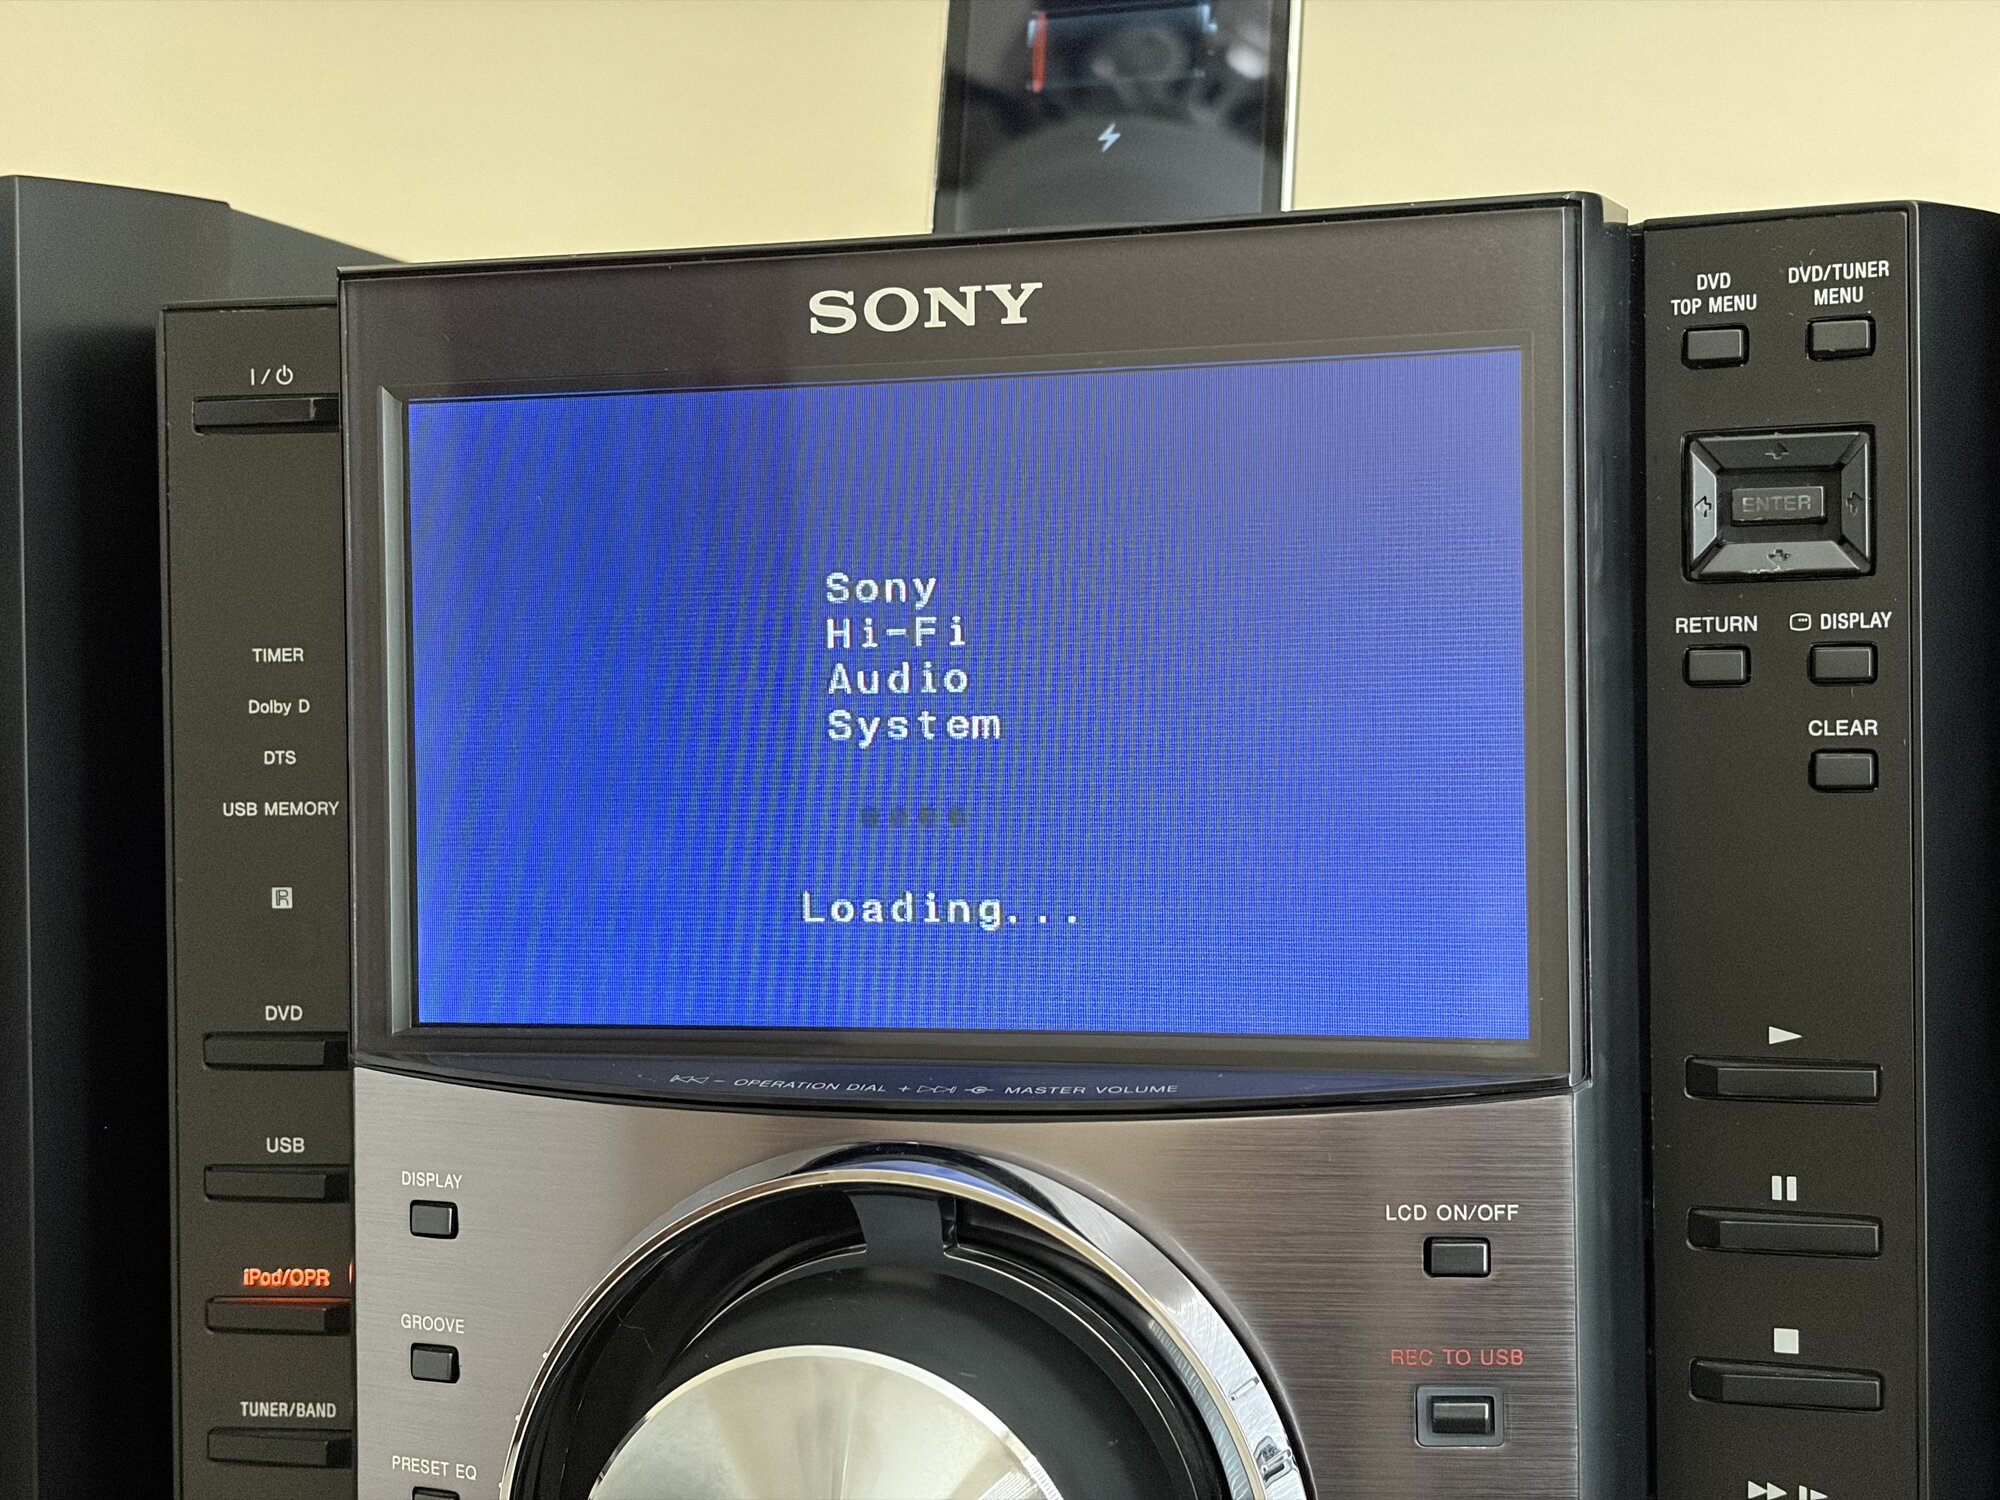 SONY
Sony
Hi-Fi
Audio
System
Loading...
- OPERATION DIAL + MASTER VOLUME
I/
TIMER
Dolby D
DTS
USB MEMORY
R
DVD
USB
iPod/OPR
TUNER/BAND
DISPLAY
GROOVE
PRESET EQ
LCD ON/OFF
REC TO USB
DVD
TOP MENU
DVD/TUNER
MENU
ENTER
RETURN
DISPLAY
CLEAR